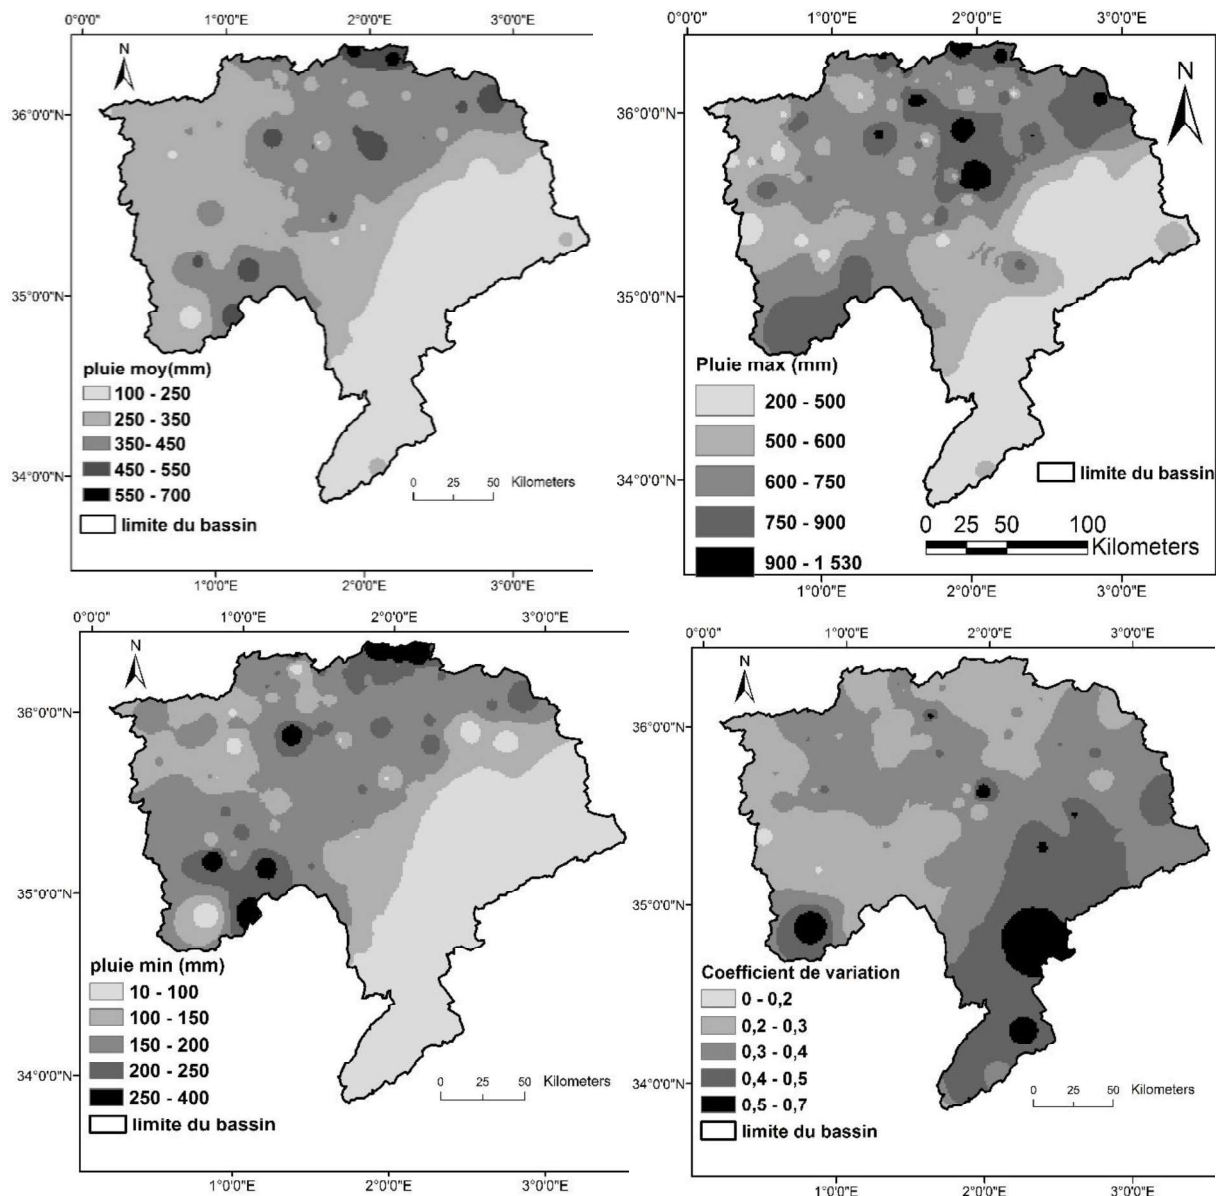 0°0'0" 1°0'0"E 2°0'0"E 3°0'0"E
N
36°0'0"N
35°0'0"N
34°0'0"N
pluie moy(mm)
100 - 250
250 - 350
350- 450
450 - 550
550 - 700
limite du bassin
0 25 50 Kilometers
1°0'0"E 2°0'0"E 3°0'0"E
0°0'0" 1°0'0"E 2°0'0"E 3°0'0"E
N
36°0'0"N
35°0'0"N
34°0'0"N
Pluie max (mm)
200 - 500
500 - 600
600 - 750
750 - 900
900 - 1 530
limite du bassin
0 25 50 100
Kilometers
1°0'0"E 2°0'0"E 3°0'0"E
0°0'0" 1°0'0"E 2°0'0"E 3°0'0"E
N
36°0'0"N
35°0'0"N
34°0'0"N
pluie min (mm)
10 - 100
100 - 150
150 - 200
200 - 250
250 - 400
limite du bassin
0 25 50 Kilometers
1°0'0"E 2°0'0"E 3°0'0"E
0°0'0" 1°0'0"E 2°0'0"E 3°0'0"E
N
36°0'0"N
35°0'0"N
34°0'0"N
Coefficient de variation
0 - 0,2
0,2 - 0,3
0,3 - 0,4
0,4 - 0,5
0,5 - 0,7
limite du bassin
0 25 50 Kilometers
1°0'0"E 2°0'0"E 3°0'0"E